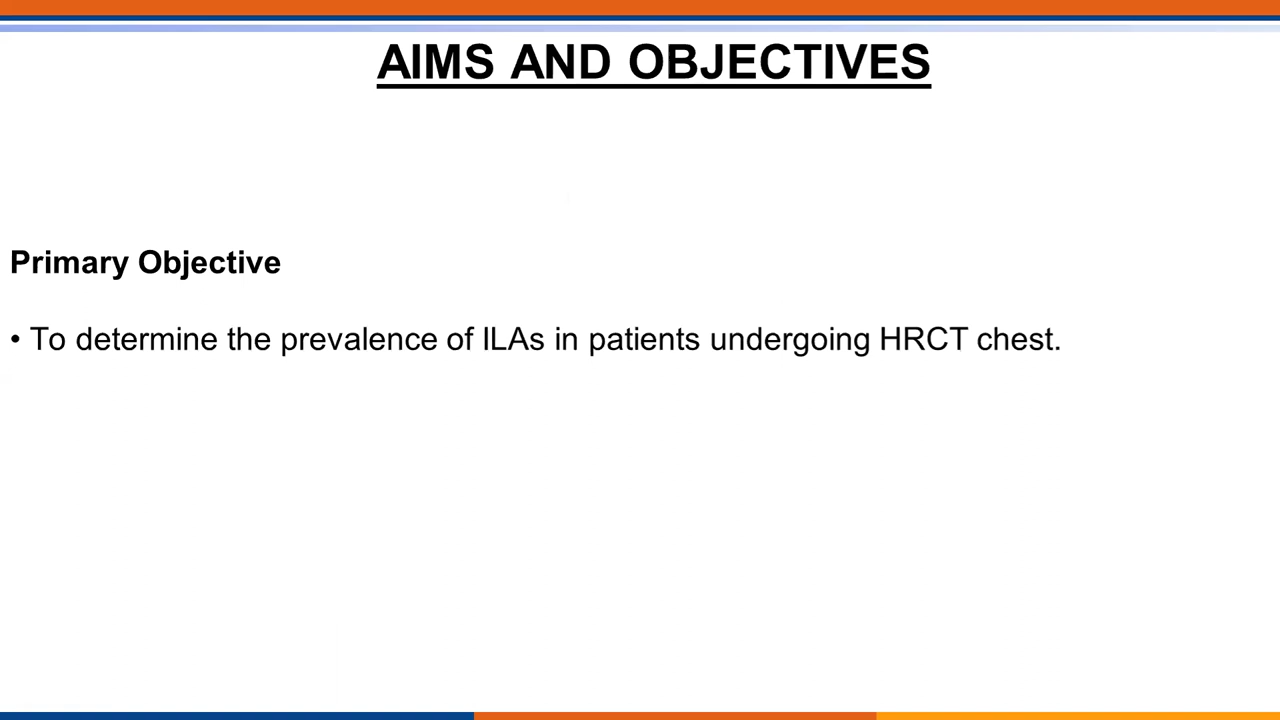 AIMS AND OBJECTIVES
Primary Objective
• To determine the prevalence of ILAs in patients undergoing HRCT chest.